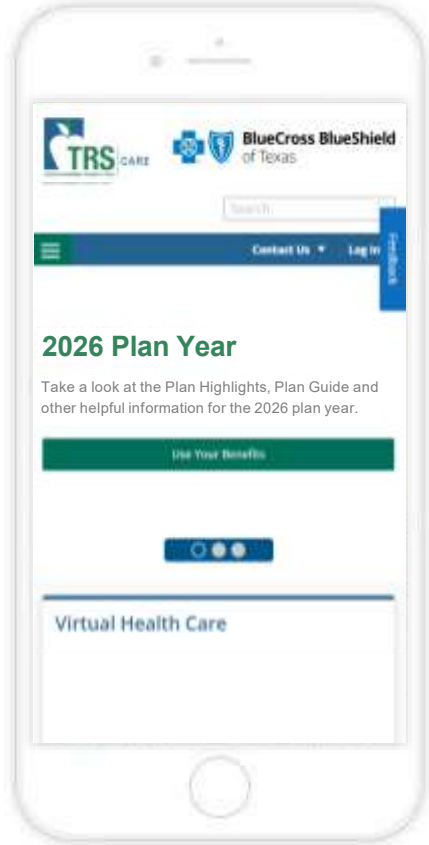 TRS CARE
BlueCross BlueShield
of Texas
Search
Contact Us
Log In
Feedback
2026 Plan Year
Take a look at the Plan Highlights, Plan Guide and
other helpful information for the 2026 plan year.
Use Your Benefits
Virtual Health Care